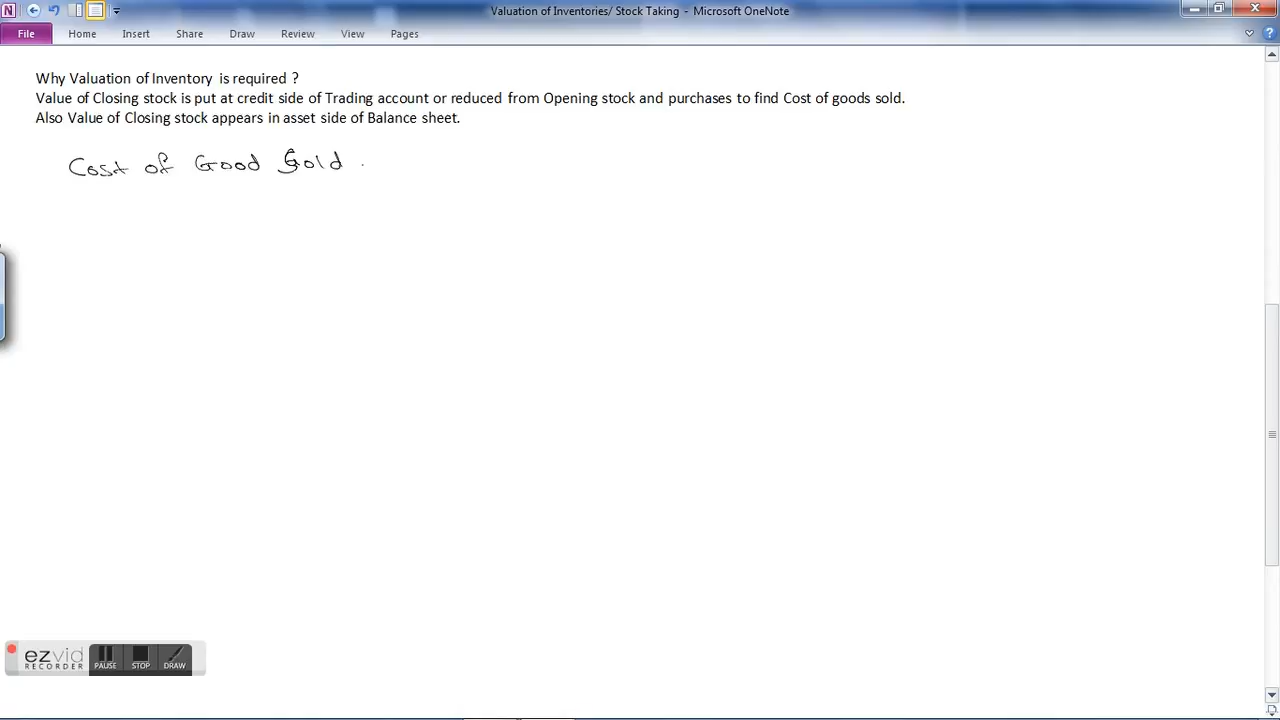 Valuation of Inventories/ Stock Taking - Microsoft OneNote
File Home Insert Share Draw Review View Pages
Why Valuation of Inventory is required ?
Value of Closing stock is put at credit side of Trading account or reduced from Opening stock and purchases to find Cost of goods sold.
Also Value of Closing stock appears in asset side of Balance sheet.
Cost of Good Sold
ezvid
RECORDER
PAUSE STOP DRAW